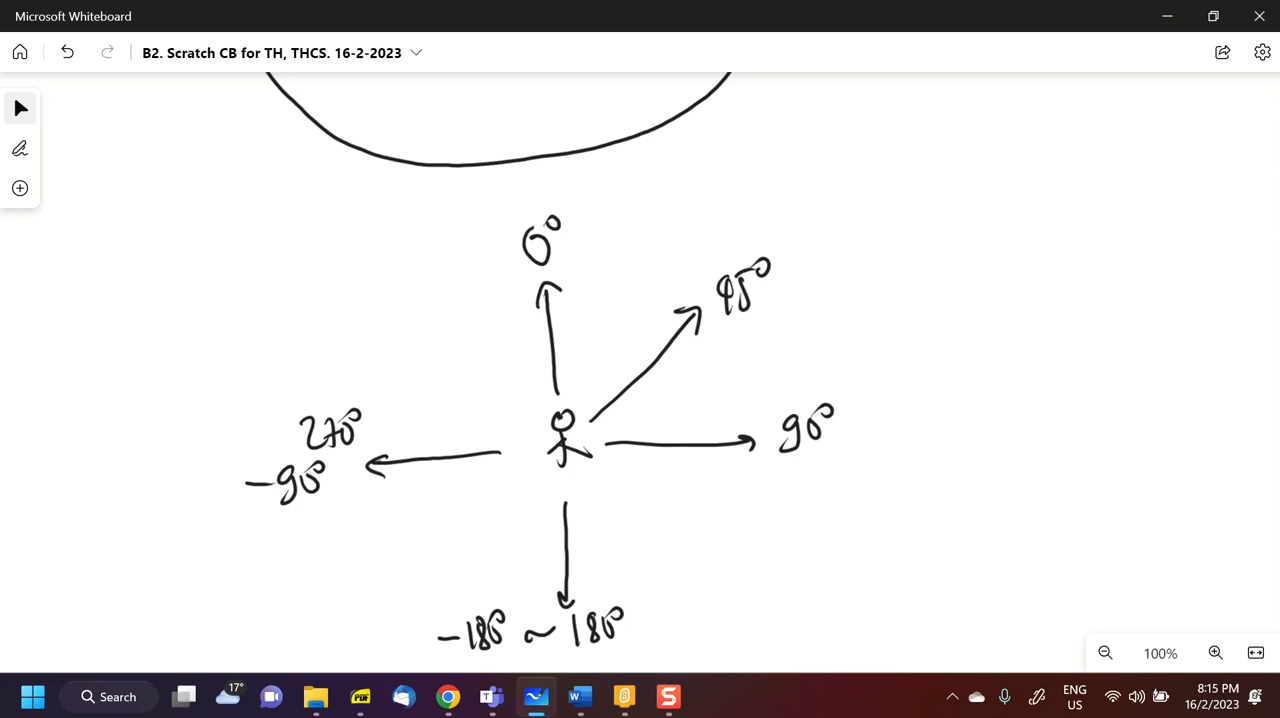 Microsoft Whiteboard
B2. Scratch CB for TH, THCS. 16-2-2023
0°
45°
270°
90°
-90°
-180° ~ 180°
100%
Search
17°
PDF
ENG
US
8:15 PM
16/2/2023